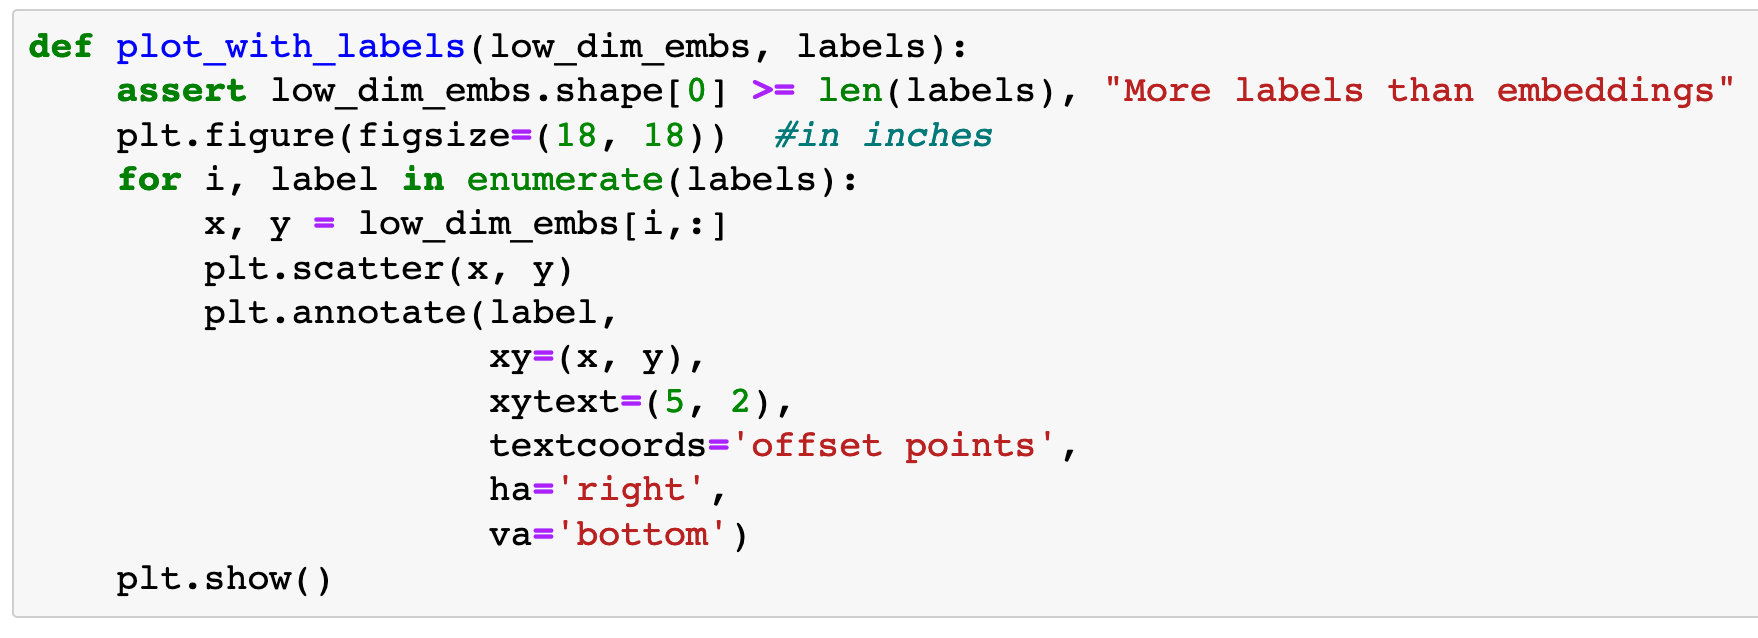 def plot_with_labels(low_dim_embs, labels):
    assert low_dim_embs.shape[0] >= len(labels), "More labels than embeddings"
    plt.figure(figsize=(18, 18))  #in inches
    for i, label in enumerate(labels):
        x, y = low_dim_embs[i,:]
        plt.scatter(x, y)
        plt.annotate(label,
                     xy=(x, y),
                     xytext=(5, 2),
                     textcoords='offset points',
                     ha='right',
                     va='bottom')
    plt.show()